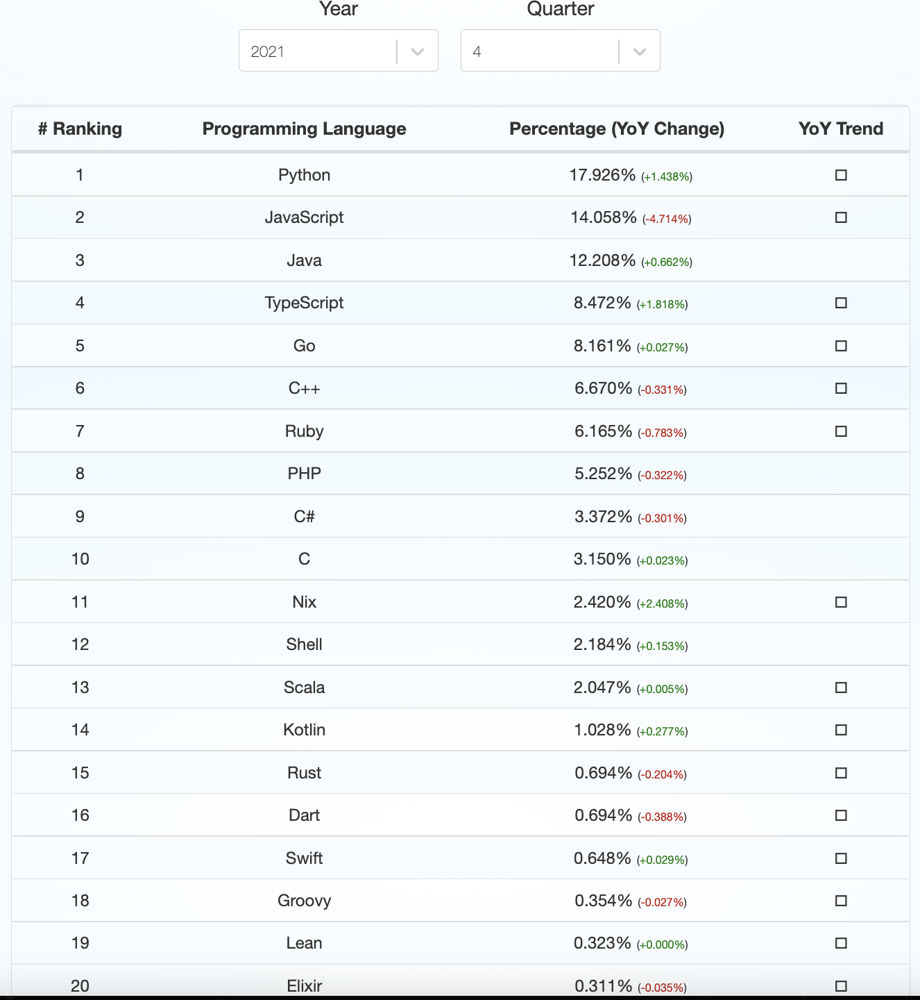 Year Quarter
2021 4
# Ranking Programming Language Percentage (YoY Change) YoY Trend
1 Python 17.926% (+1.438%)
2 JavaScript 14.058% (-4.714%)
3 Java 12.208% (+0.662%)
4 TypeScript 8.472% (+1.818%)
5 Go 8.161% (+0.027%)
6 C++ 6.670% (-0.331%)
7 Ruby 6.165% (-0.783%)
8 PHP 5.252% (-0.322%)
9 C# 3.372% (-0.301%)
10 C 3.150% (+0.023%)
11 Nix 2.420% (+2.408%)
12 Shell 2.184% (+0.153%)
13 Scala 2.047% (+0.005%)
14 Kotlin 1.028% (+0.277%)
15 Rust 0.694% (-0.204%)
16 Dart 0.694% (-0.388%)
17 Swift 0.648% (+0.029%)
18 Groovy 0.354% (-0.027%)
19 Lean 0.323% (+0.000%)
20 Elixir 0.311% (-0.035%)